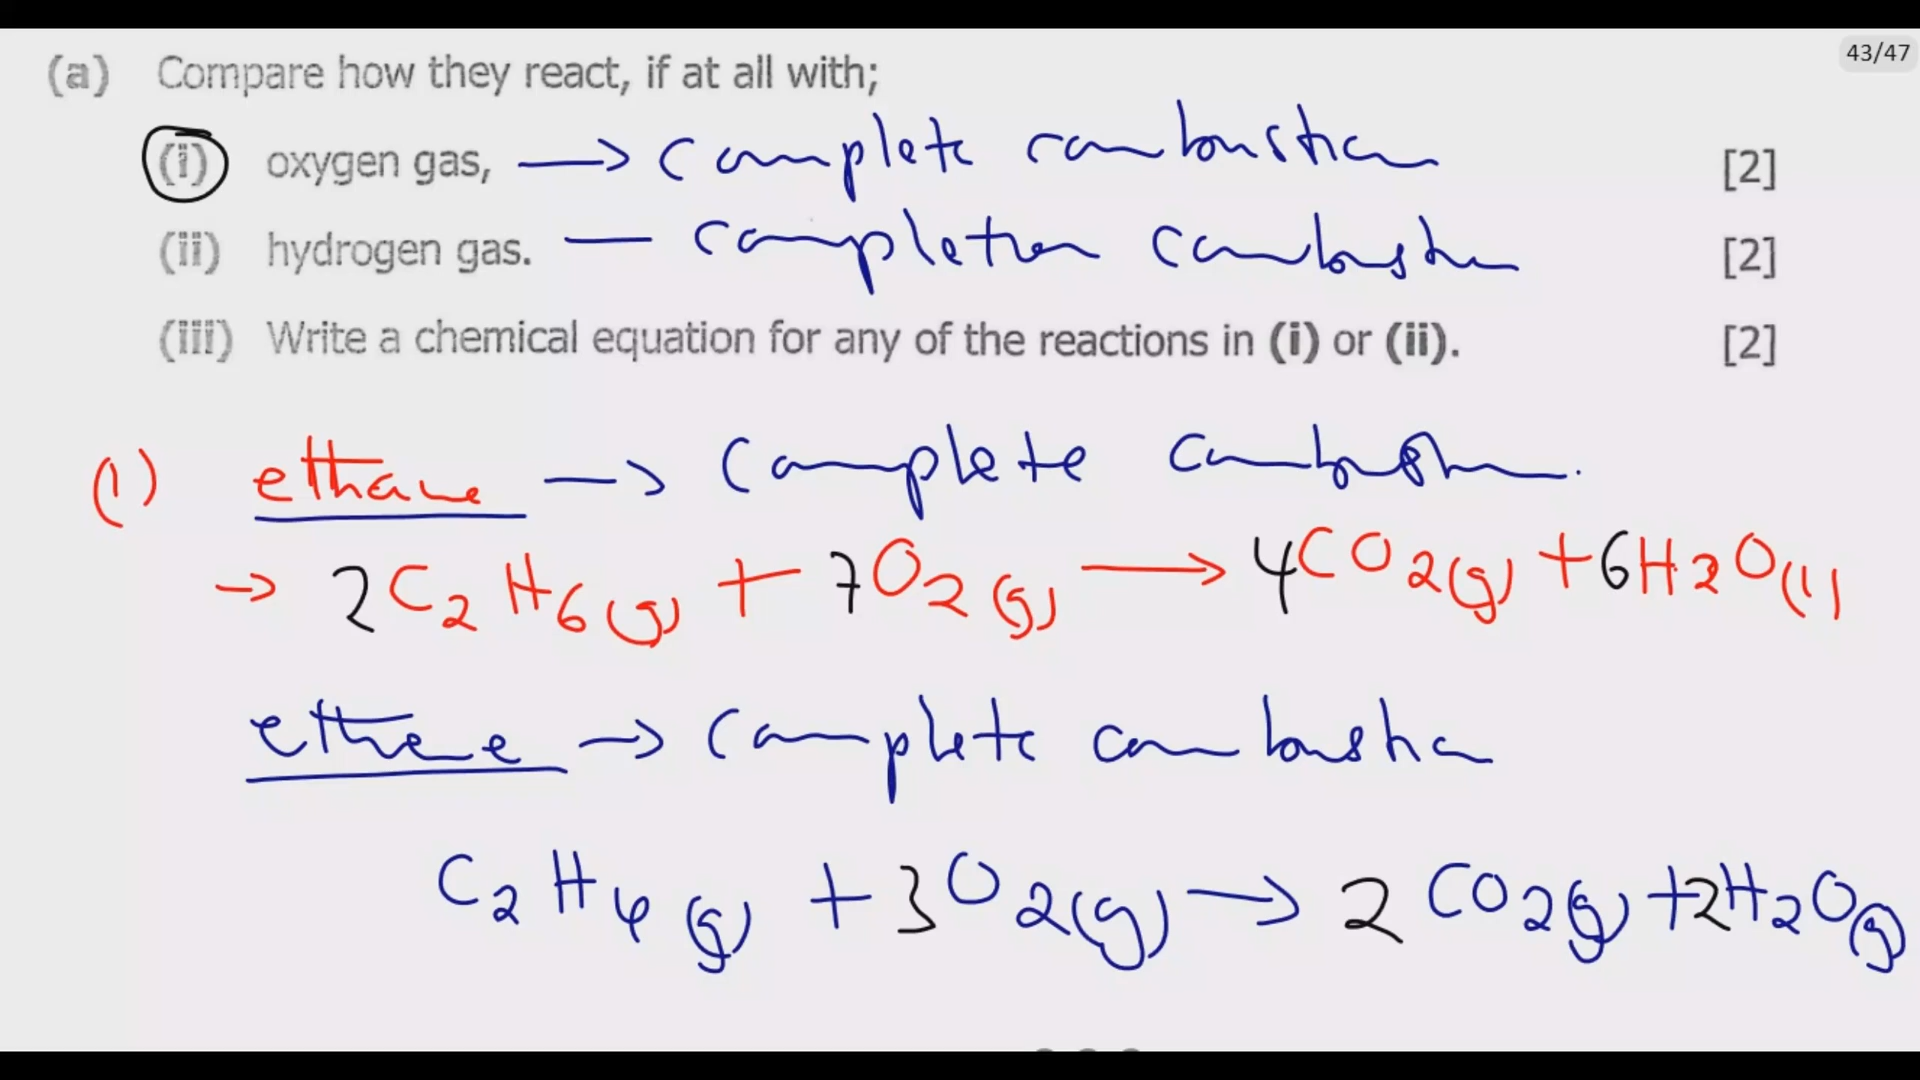 43/47
(a) Compare how they react, if at all with;
(i) oxygen gas, → complete combustion [2]
(ii) hydrogen gas. — completion combustion [2]
(iii) Write a chemical equation for any of the reactions in (i) or (ii). [2]
(1) ethane → complete combustion.
→ 2C2H6(g) + 7O2(g) → 4CO2(g) + 6H2O(l)
ethene → complete combustion
C2H4(g) + 3O2(g) → 2CO2(g) + 2H2O(g)